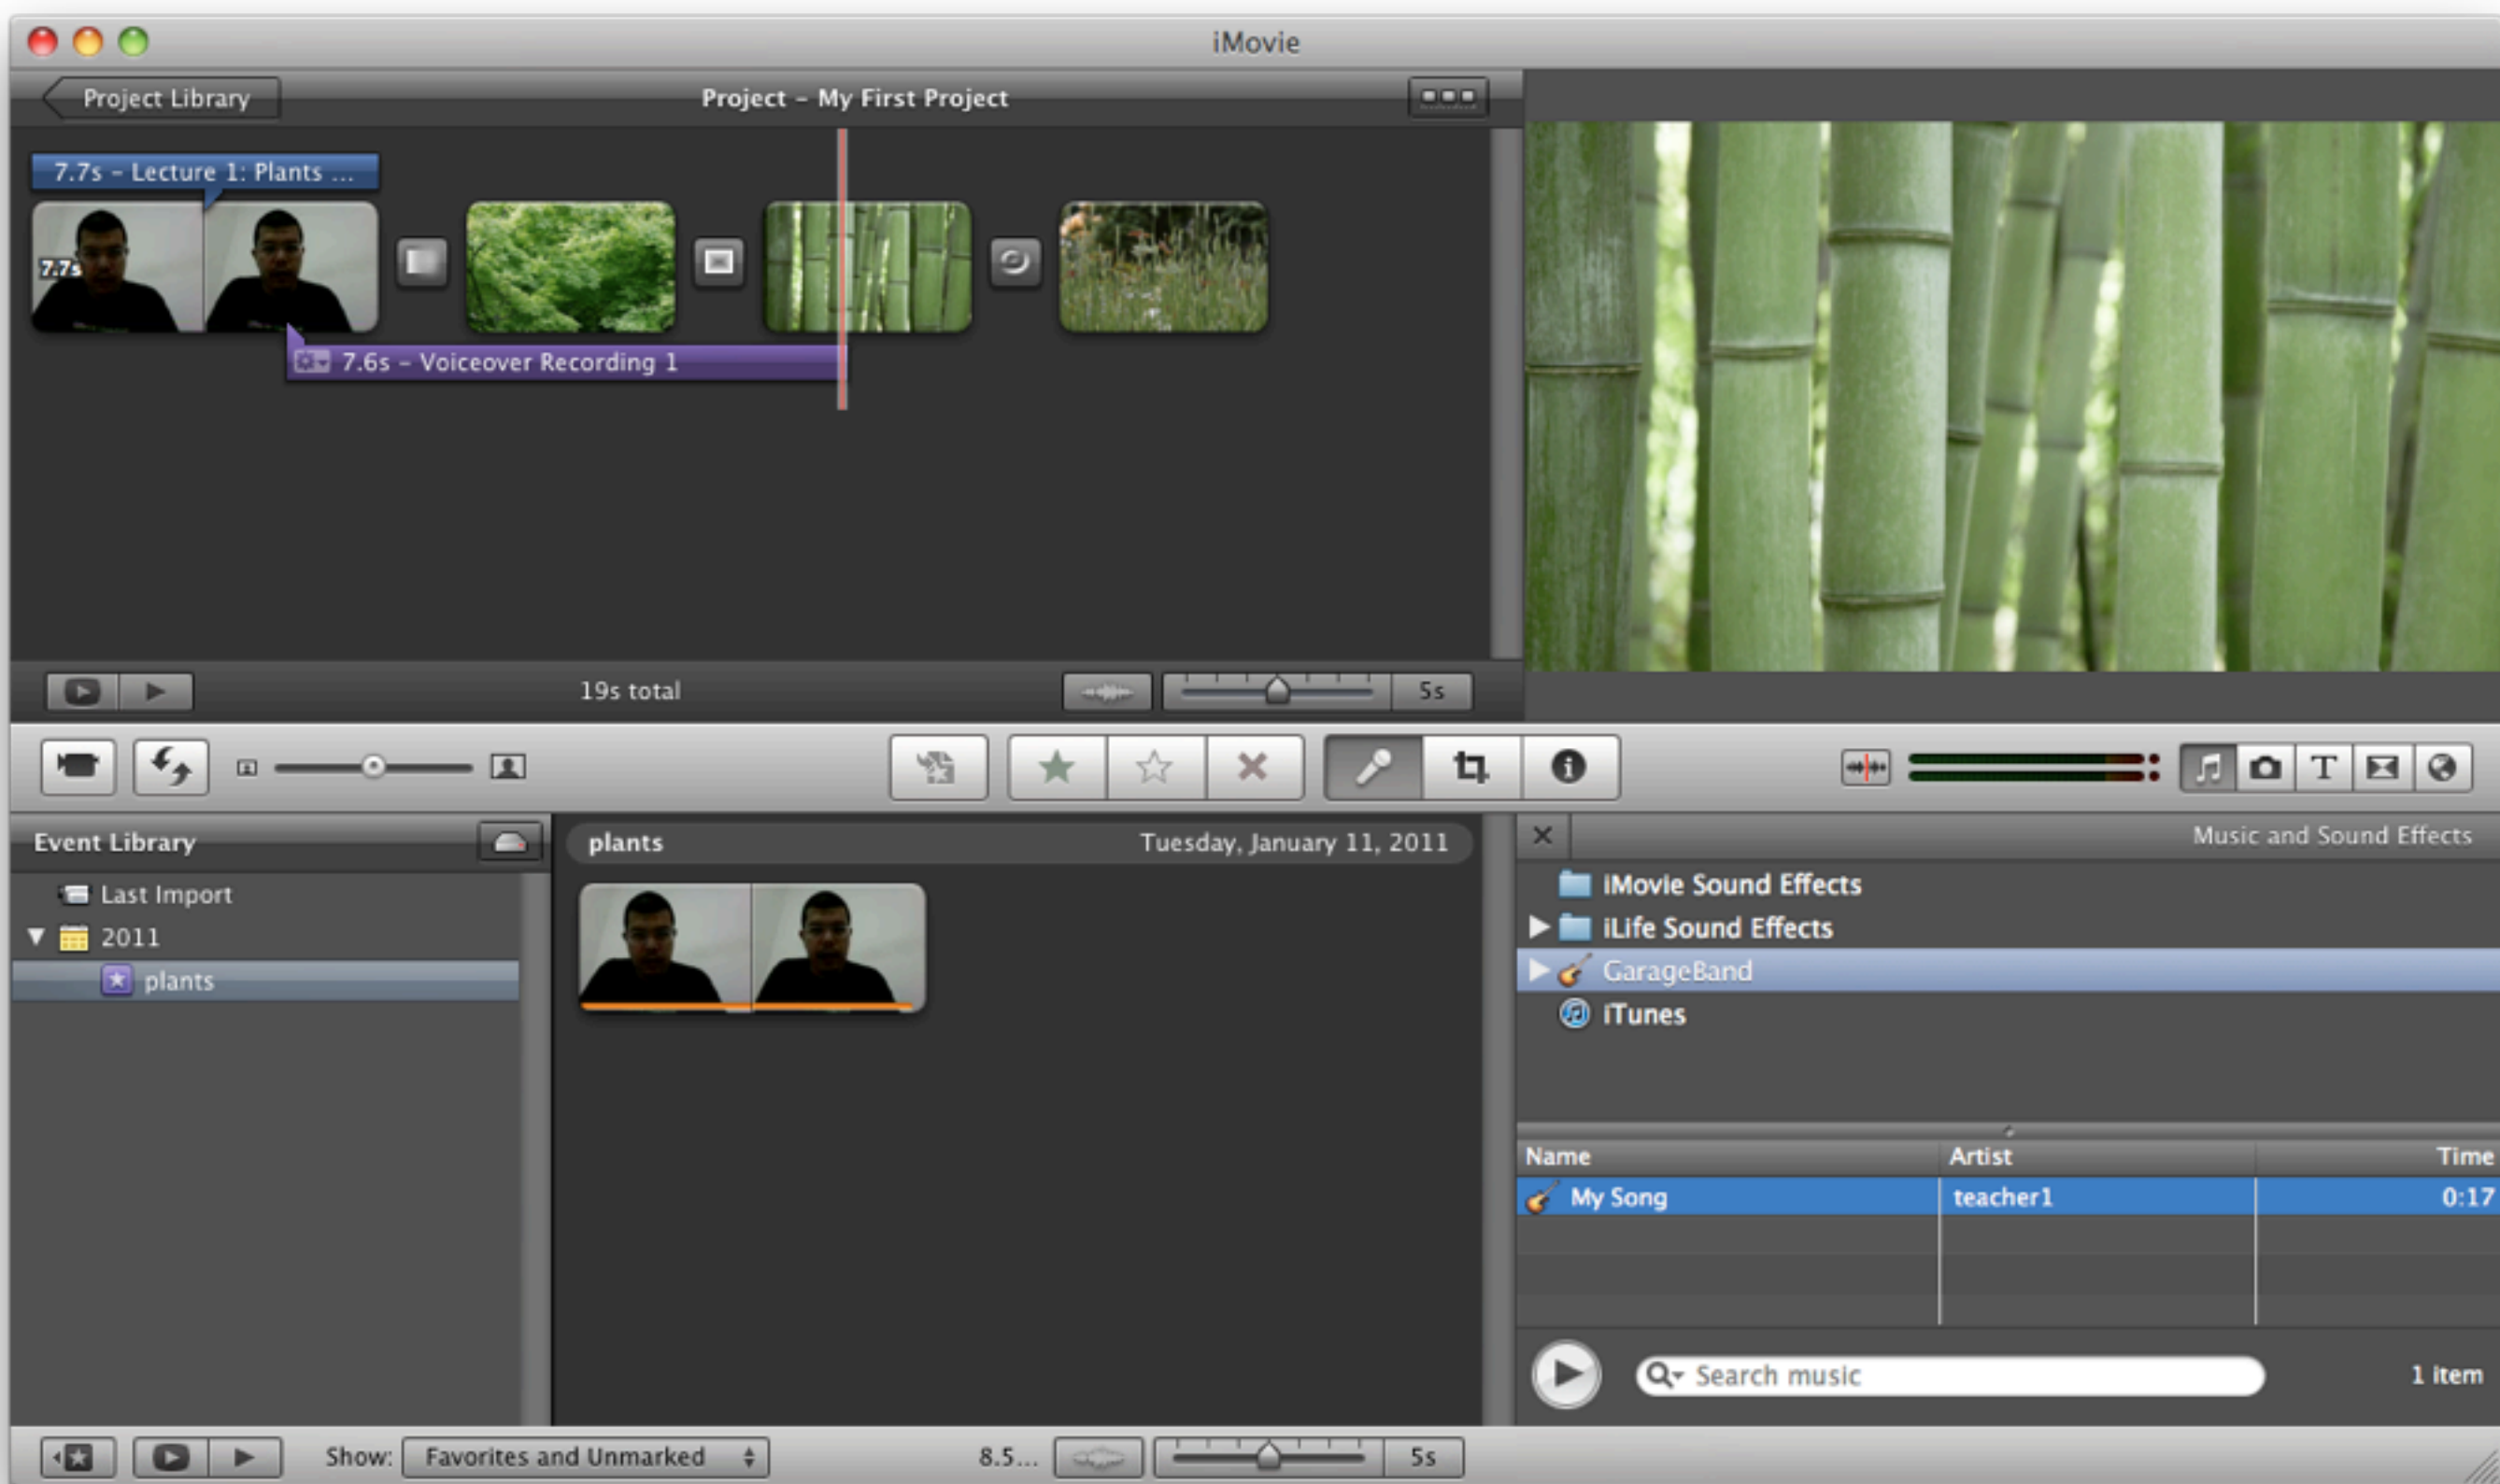 iMovie
Project Library
Project – My First Project
7.7s – Lecture 1: Plants ...
7.7s
7.6s – Voiceover Recording 1
19s total
5s
Event Library
plants
Tuesday, January 11, 2011
Music and Sound Effects
Last Import
2011
plants
iMovie Sound Effects
iLife Sound Effects
GarageBand
iTunes
Name
Artist
Time
My Song
teacher1
0:17
Search music
1 item
Show:
Favorites and Unmarked
8.5...
5s